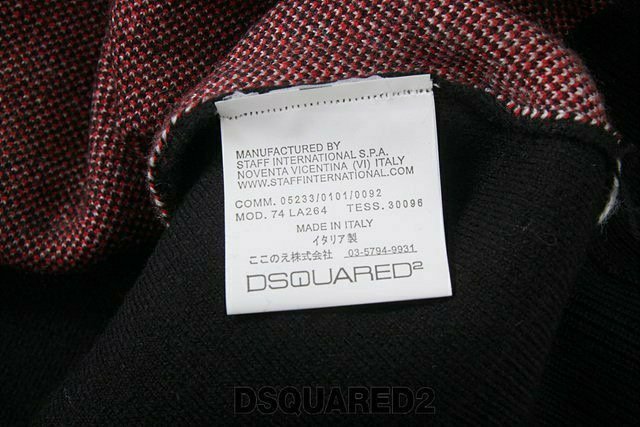 MANUFACTURED BY
STAFF INTERNATIONAL S.P.A.
NOVENTA VICENTINA (VI) ITALY
WWW.STAFFINTERNATIONAL.COM
COMM. 05233/0101/0092
MOD. 74 LA264 TESS. 30096
MADE IN ITALY
イタリア製
ここのえ株式会社 03-5794-9931
DSQUARED2
DSQUARED2